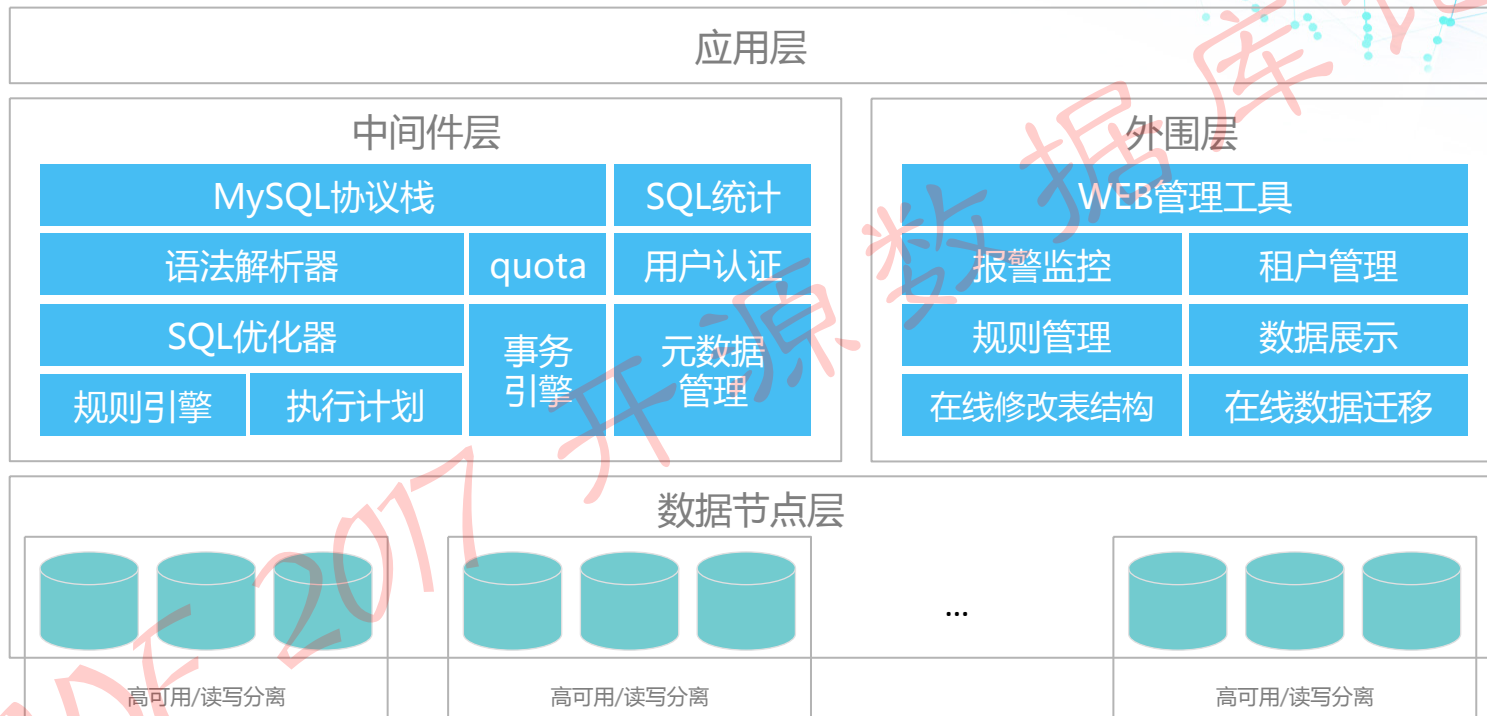 应用层
中间件层
MySQL协议栈
SQL统计
语法解析器
quota
用户认证
SQL优化器
事务
引擎
元数据
管理
规则引擎
执行计划
外围层
WEB管理工具
报警监控
租户管理
规则管理
数据展示
在线修改表结构
在线数据迁移
数据节点层
...
高可用/读写分离
高可用/读写分离
高可用/读写分离
2017 开源数据库